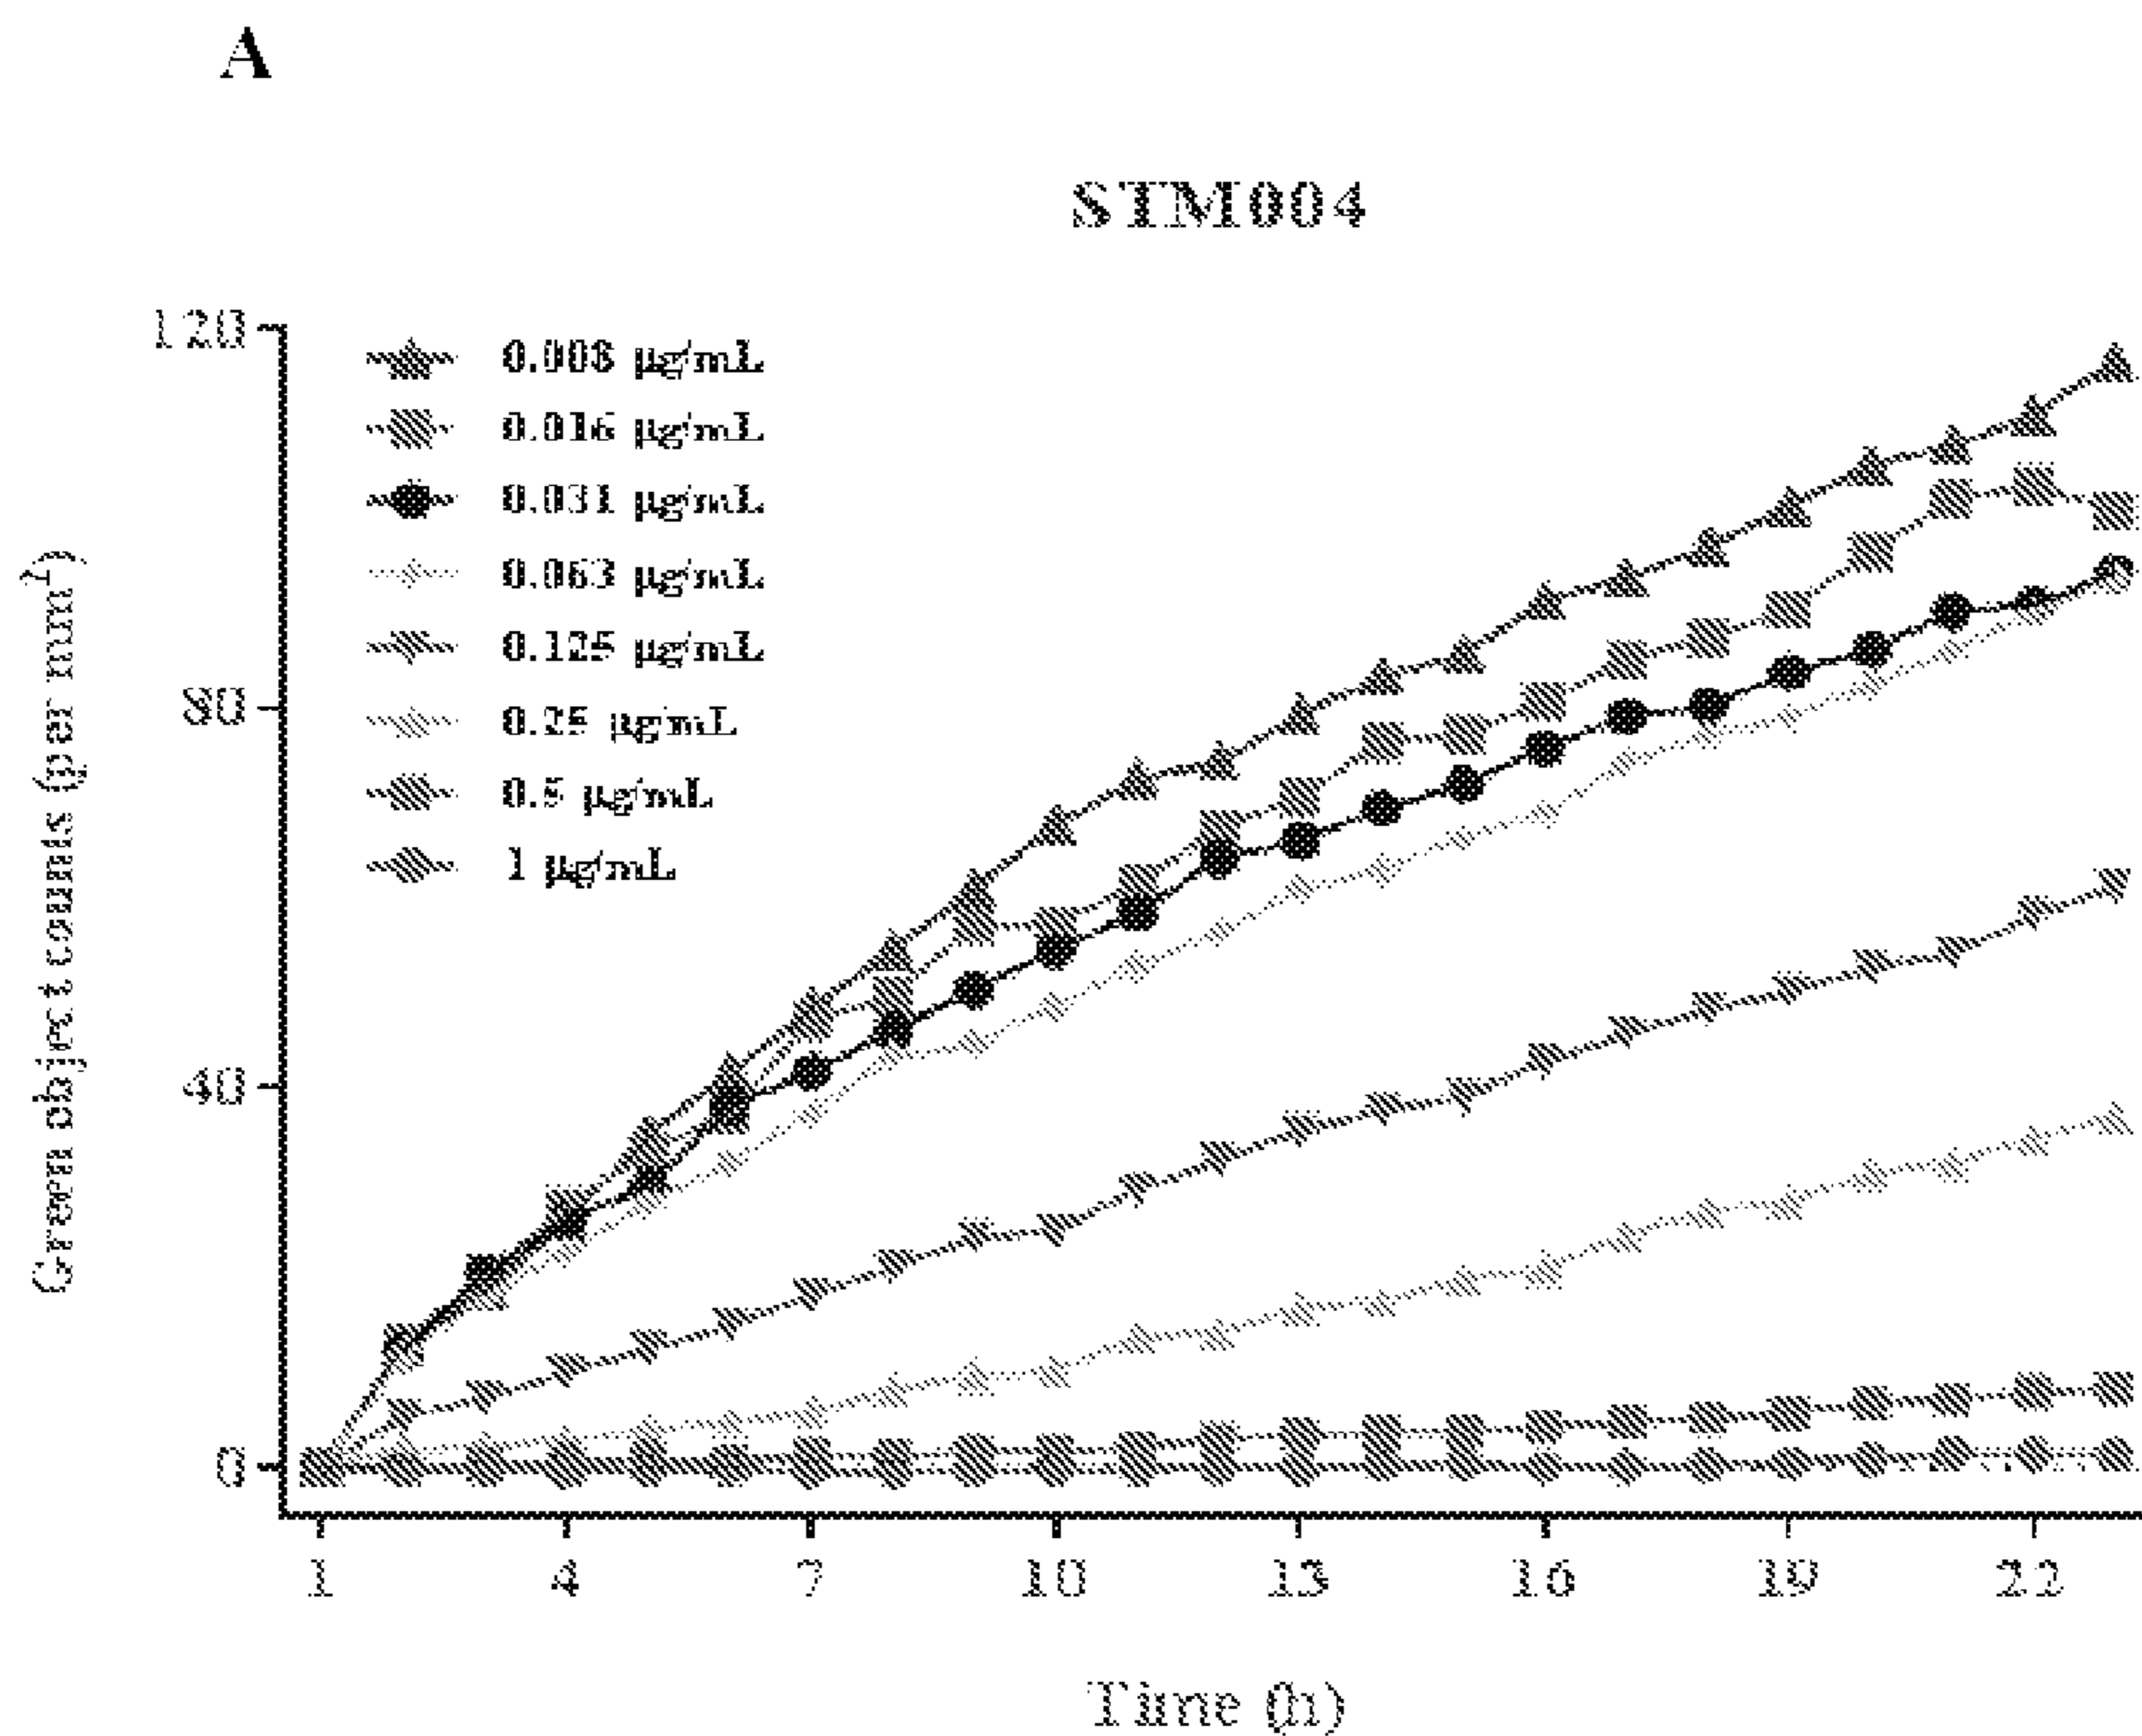 A
STM004
120
80
40
0
Green object counts (per mm²)
0.008 µg/mL
0.016 µg/mL
0.031 µg/mL
0.063 µg/mL
0.125 µg/mL
0.25 µg/mL
0.5 µg/mL
1 µg/mL
1 4 7 10 13 16 19 22
Time (h)